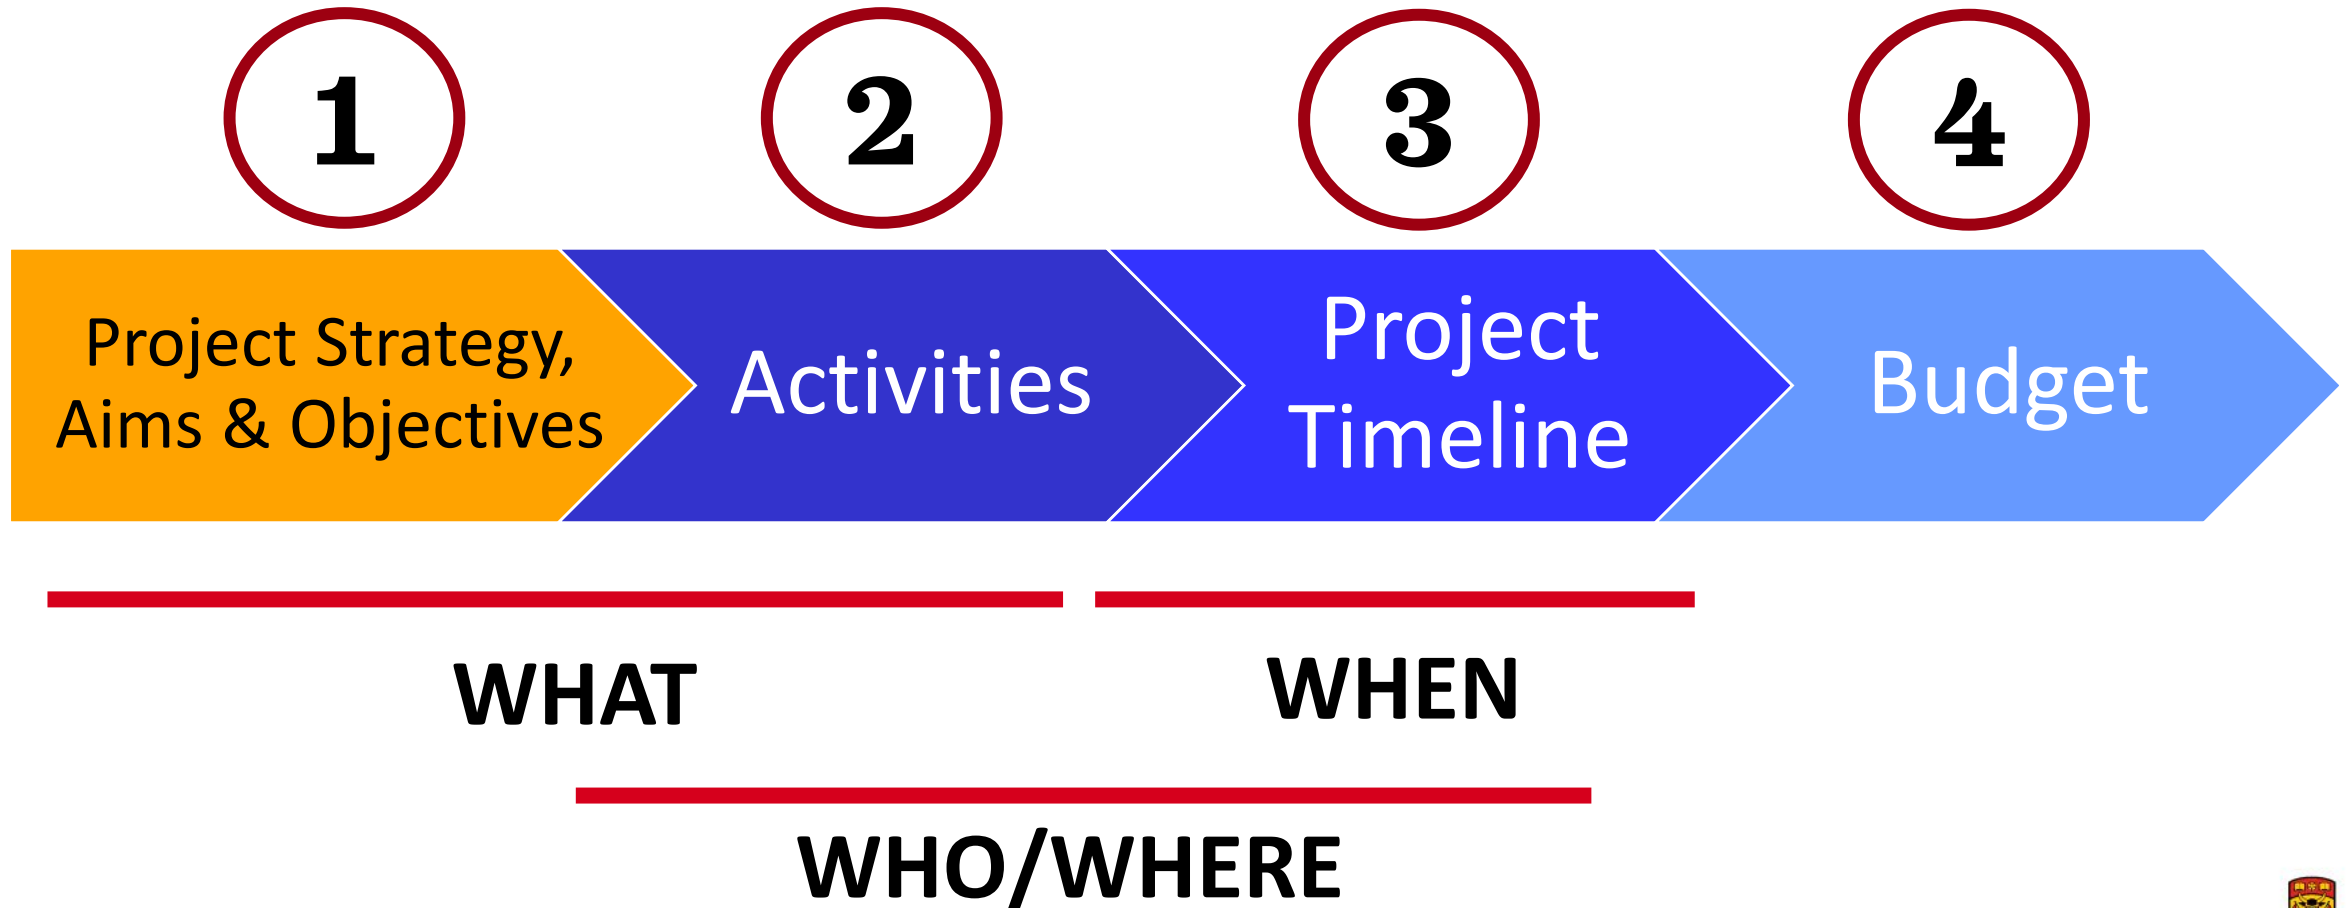 1
2
3
4
Project Strategy,
Aims & Objectives
Activities
Project
Timeline
Budget
WHAT
WHEN
WHO/WHERE